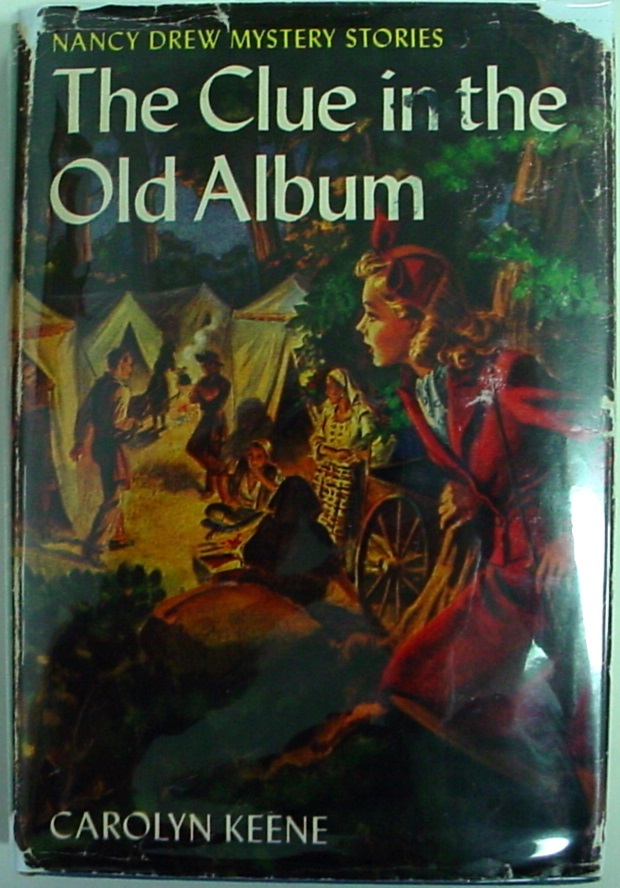 NANCY DREW MYSTERY STORIES
The Clue in the
Old Album
CAROLYN KEENE